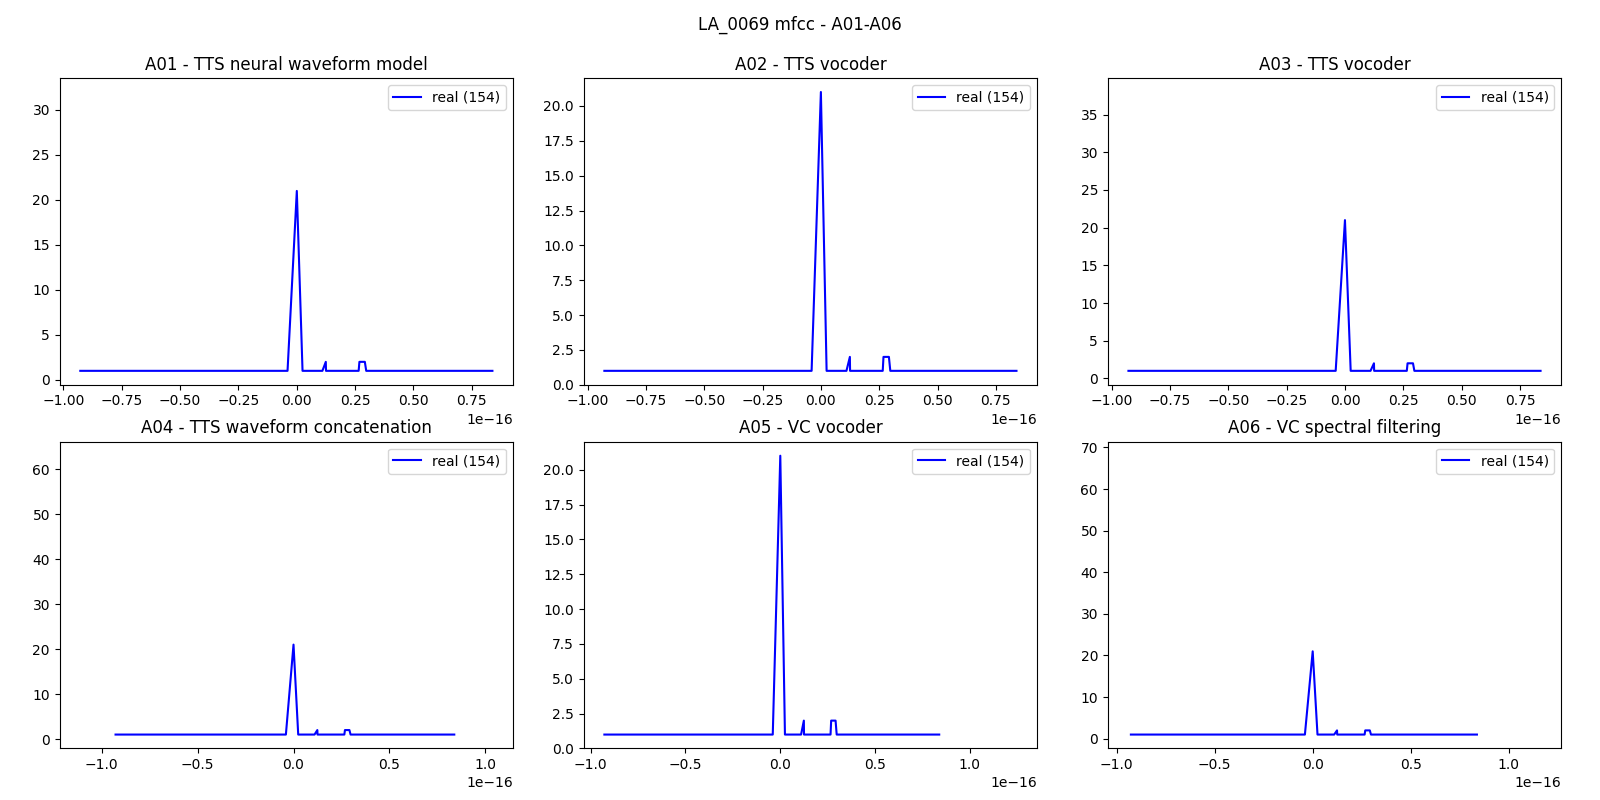 LA_0069 mfcc - A01-A06
A01 - TTS neural waveform model
real (154)
30
25
20
15
10
5
0
−1.00 −0.75 −0.50 −0.25 0.00 0.25 0.50 0.75
1e−16
A02 - TTS vocoder
real (154)
20.0
17.5
15.0
12.5
10.0
7.5
5.0
2.5
0.0
−1.00 −0.75 −0.50 −0.25 0.00 0.25 0.50 0.75
1e−16
A03 - TTS vocoder
real (154)
35
30
25
20
15
10
5
0
−1.00 −0.75 −0.50 −0.25 0.00 0.25 0.50 0.75
1e−16
A04 - TTS waveform concatenation
real (154)
60
50
40
30
20
10
0
−1.0 −0.5 0.0 0.5 1.0
1e−16
A05 - VC vocoder
real (154)
20.0
17.5
15.0
12.5
10.0
7.5
5.0
2.5
0.0
−1.0 −0.5 0.0 0.5 1.0
1e−16
A06 - VC spectral filtering
real (154)
70
60
50
40
30
20
10
0
−1.0 −0.5 0.0 0.5 1.0
1e−16